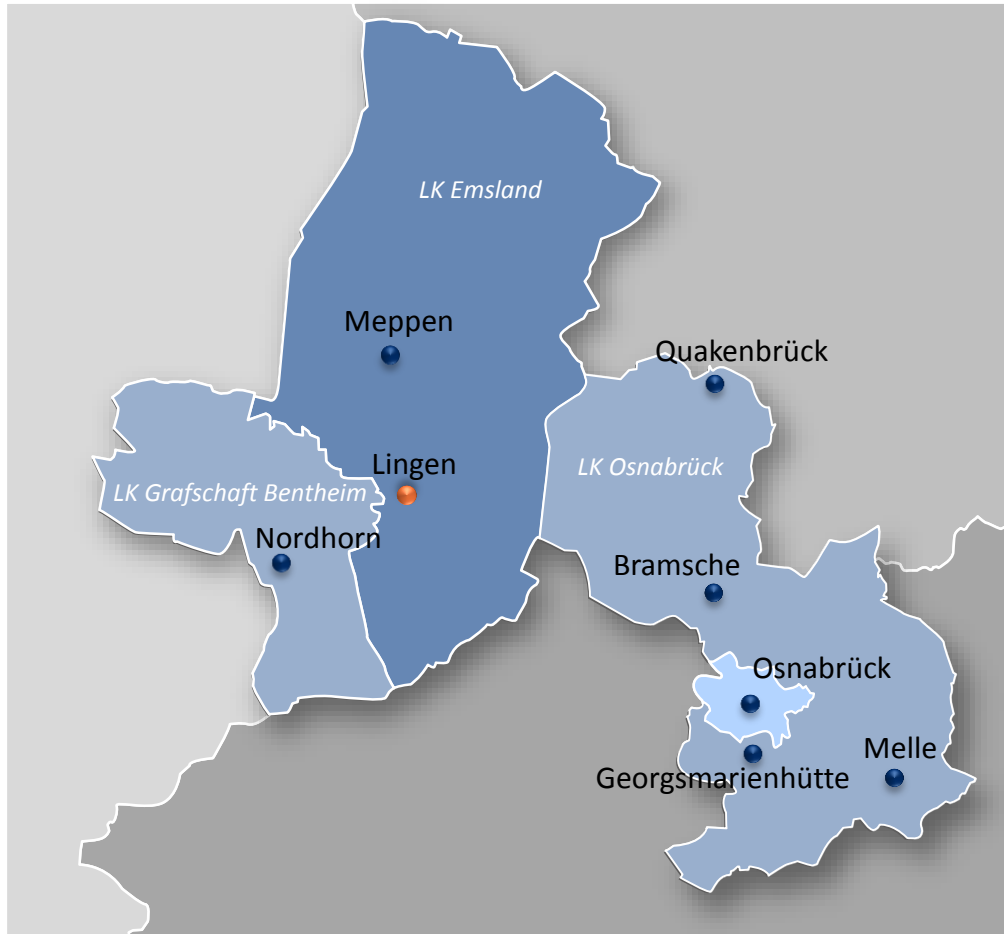 LK Emsland
Meppen
Quakenbrück
Lingen
LK Osnabrück
LK Grafschaft Bentheim
Nordhorn
Bramsche
Osnabrück
Melle
Georgsmarienhütte